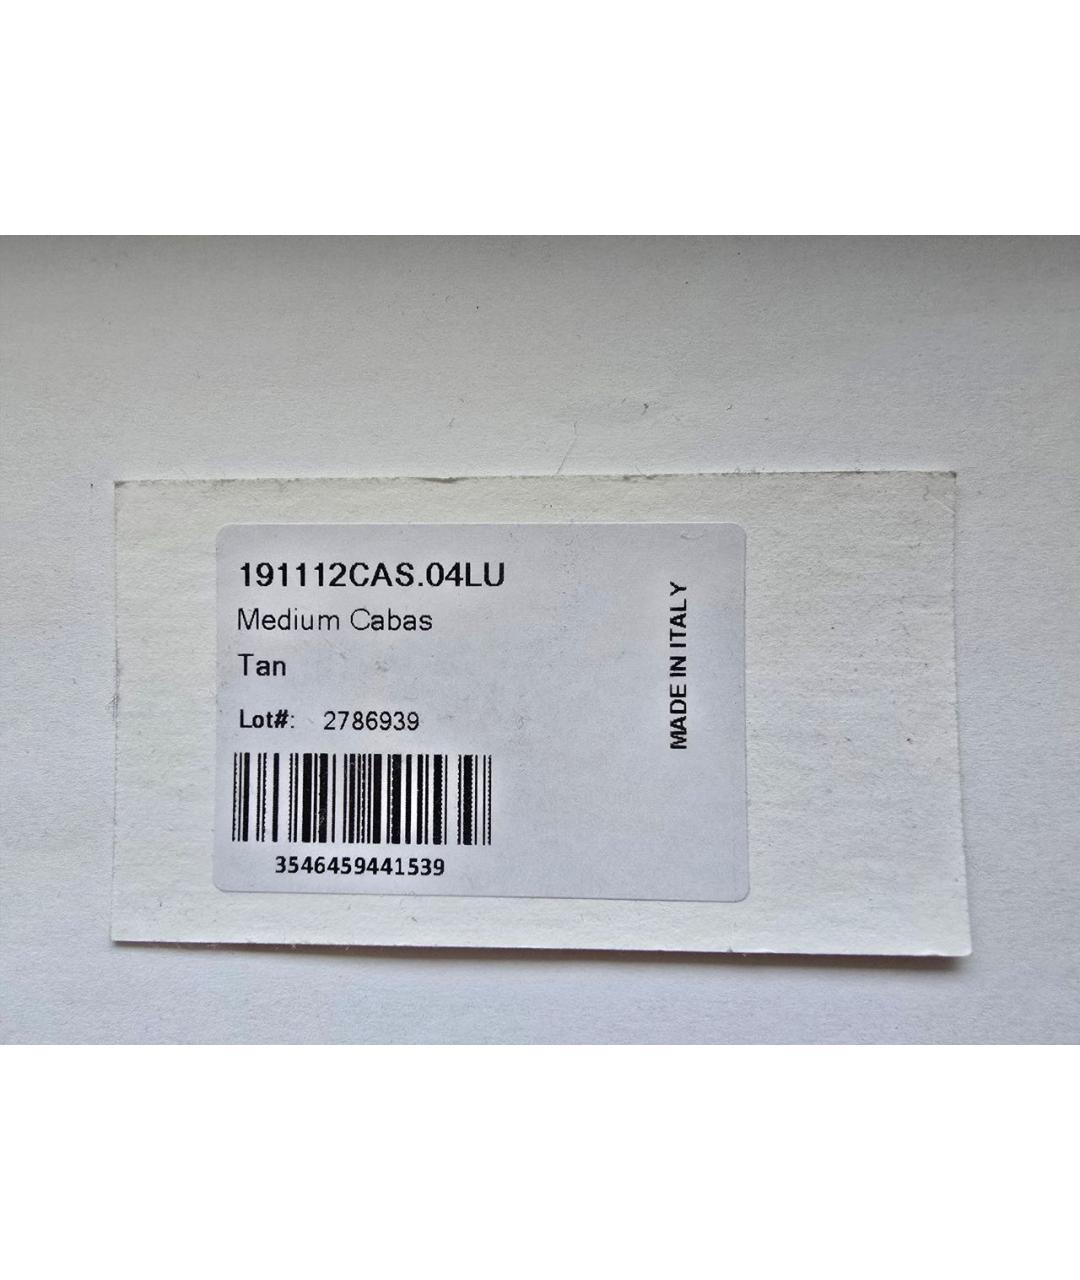 191112CAS.04LU
Medium Cabas
Tan
Lot#: 2786939
3546459441539
MADE IN ITALY